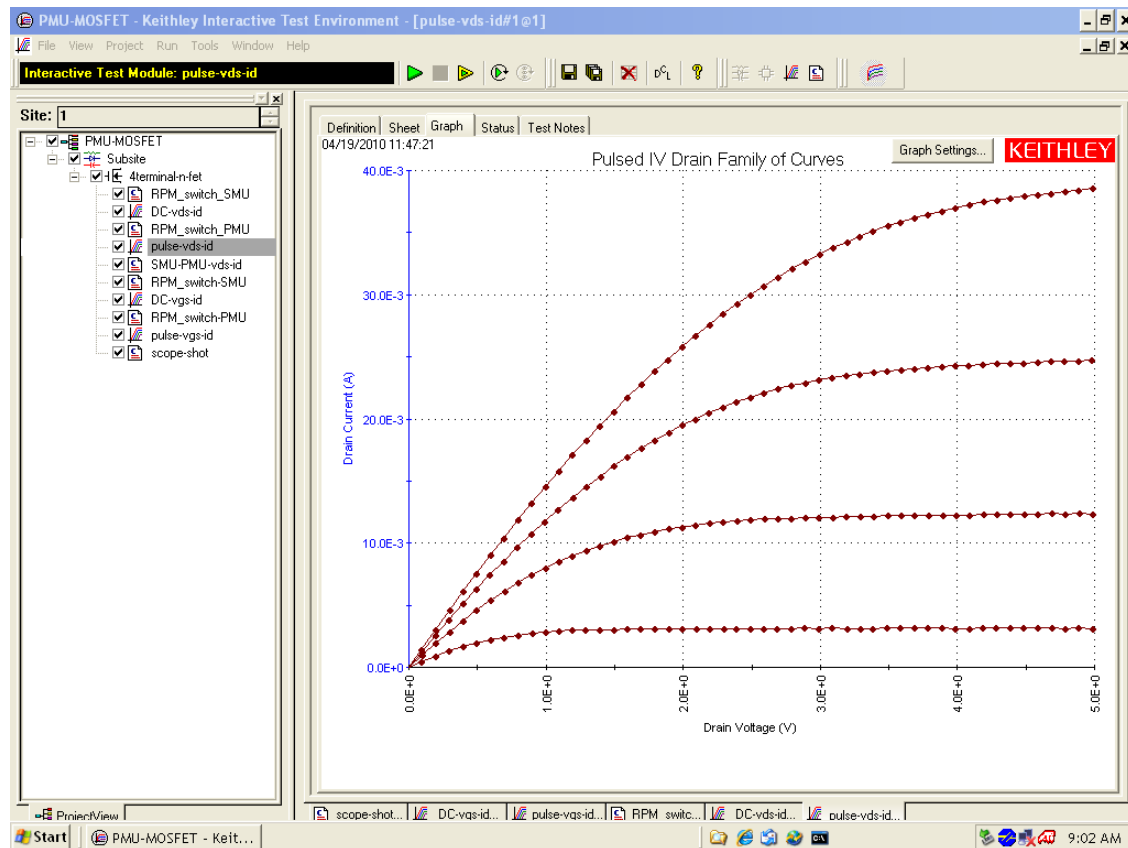 PMU-MOSFET - Keithley Interactive Test Environment - [pulse-vds-id#1@1]
File View Project Run Tools Window Help
Interactive Test Module: pulse-vds-id
Site: 1
PMU-MOSFET
Subsite
4terminal-n-fet
RPM_switch_SMU
DC-vds-id
RPM_switch_PMU
pulse-vds-id
SMU-PMU-vds-id
RPM_switch-SMU
DC-vgs-id
RPM_switch-PMU
pulse-vgs-id
scope-shot
ProjectView
Definition Sheet Graph Status Test Notes
04/19/2010 11:47:21
Pulsed IV Drain Family of Curves
Graph Settings...
KEITHLEY
40.0E-3
30.0E-3
20.0E-3
10.0E-3
0.0E+0
Drain Current (A)
0.0E+0 1.0E+0 2.0E+0 3.0E+0 4.0E+0 5.0E+0
Drain Voltage (V)
scope-shot... DC-vgs-id... pulse-vgs-id... RPM_switc... DC-vds-id... pulse-vds-id...
Start PMU-MOSFET - Keit... 9:02 AM